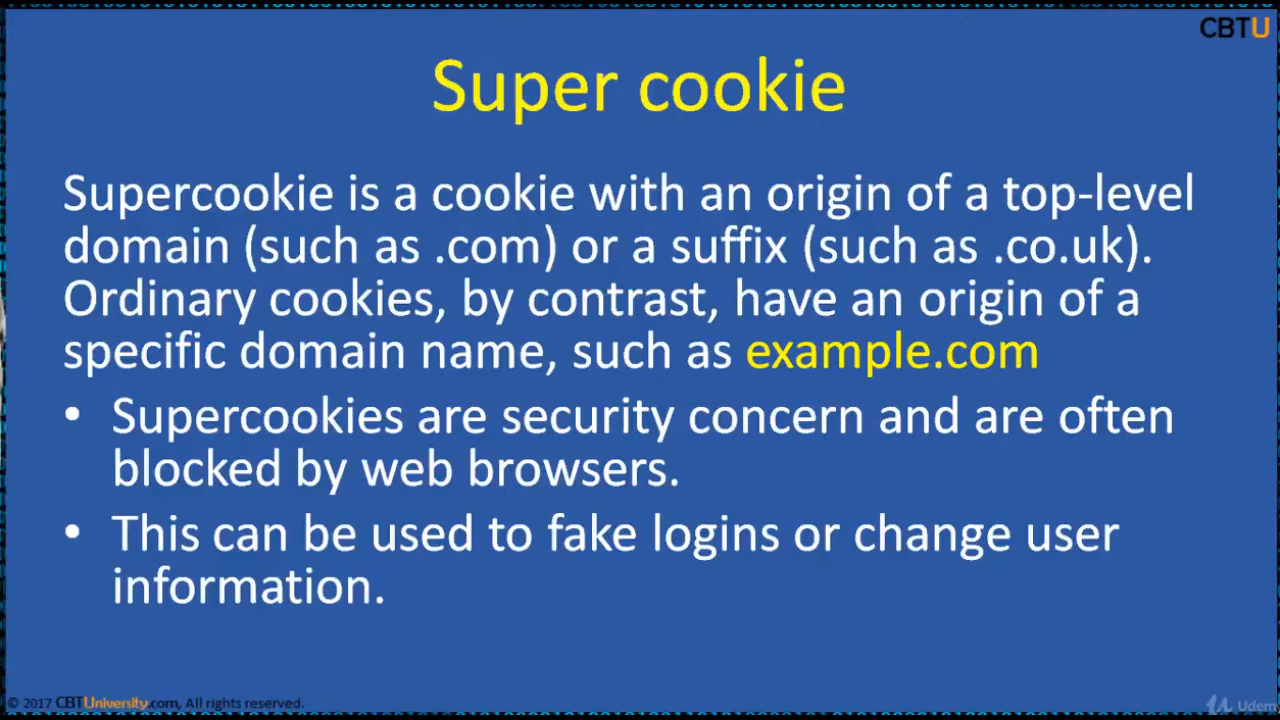 CBTU
Super cookie
Supercookie is a cookie with an origin of a top-level
domain (such as .com) or a suffix (such as .co.uk).
Ordinary cookies, by contrast, have an origin of a
specific domain name, such as example.com
• Supercookies are security concern and are often
blocked by web browsers.
• This can be used to fake logins or change user
information.
© 2017 CBTUniversity.com, All rights reserved.